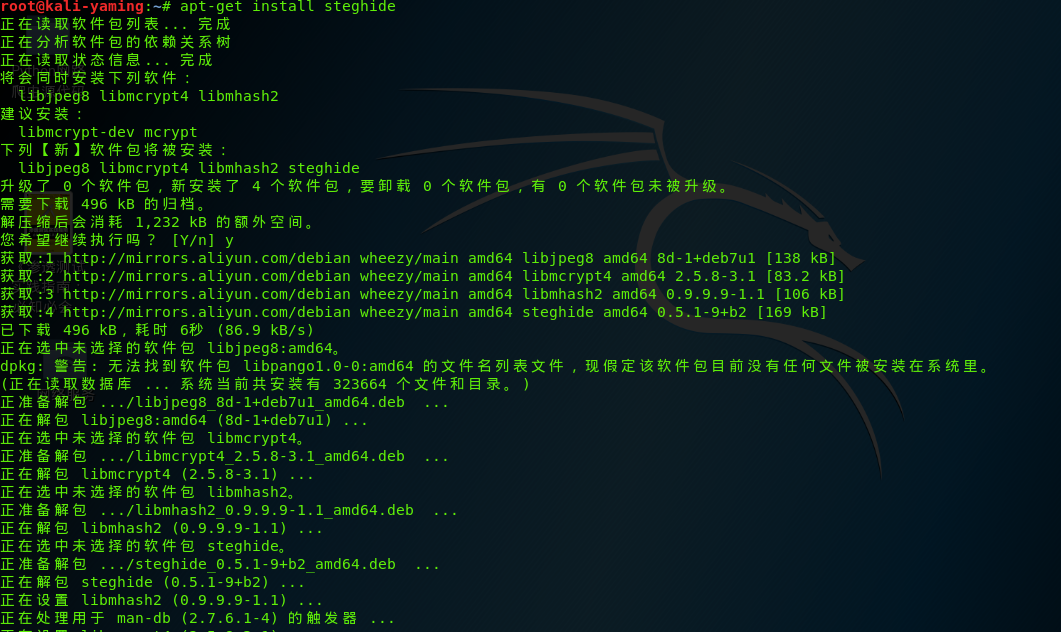 root@kali-yaming:~# apt-get install steghide
正在读取软件包列表... 完成
正在分析软件包的依赖关系树
正在读取状态信息... 完成
将会同时安装下列软件：
libjpeg8 libmcrypt4 libmhash2
建议安装：
libmcrypt-dev mcrypt
下列【新】软件包将被安装：
libjpeg8 libmcrypt4 libmhash2 steghide
升级了 0 个软件包，新安装了 4 个软件包，要卸载 0 个软件包，有 0 个软件包未被升级。
需要下载 496 kB 的归档。
解压缩后会消耗 1,232 kB 的额外空间。
您希望继续执行吗？ [Y/n] y
获取:1 http://mirrors.aliyun.com/debian wheezy/main amd64 libjpeg8 amd64 8d-1+deb7u1 [138 kB]
获取:2 http://mirrors.aliyun.com/debian wheezy/main amd64 libmcrypt4 amd64 2.5.8-3.1 [83.2 kB]
获取:3 http://mirrors.aliyun.com/debian wheezy/main amd64 libmhash2 amd64 0.9.9.9-1.1 [106 kB]
获取:4 http://mirrors.aliyun.com/debian wheezy/main amd64 steghide amd64 0.5.1-9+b2 [169 kB]
已下载 496 kB，耗时 6秒 (86.9 kB/s)
正在选中未选择的软件包 libjpeg8:amd64。
dpkg: 警告: 无法找到软件包 libpango1.0-0:amd64 的文件名列表文件，现假定该软件包目前没有任何文件被安装在系统里。
(正在读取数据库 ... 系统当前共安装有 323664 个文件和目录。)
正准备解包 .../libjpeg8_8d-1+deb7u1_amd64.deb ...
正在解包 libjpeg8:amd64 (8d-1+deb7u1) ...
正在选中未选择的软件包 libmcrypt4。
正准备解包 .../libmcrypt4_2.5.8-3.1_amd64.deb ...
正在解包 libmcrypt4 (2.5.8-3.1) ...
正在选中未选择的软件包 libmhash2。
正准备解包 .../libmhash2_0.9.9.9-1.1_amd64.deb ...
正在解包 libmhash2 (0.9.9.9-1.1) ...
正在选中未选择的软件包 steghide。
正准备解包 .../steghide_0.5.1-9+b2_amd64.deb ...
正在解包 steghide (0.5.1-9+b2) ...
正在设置 libmhash2 (0.9.9.9-1.1) ...
正在处理用于 man-db (2.7.6.1-4) 的触发器 ...